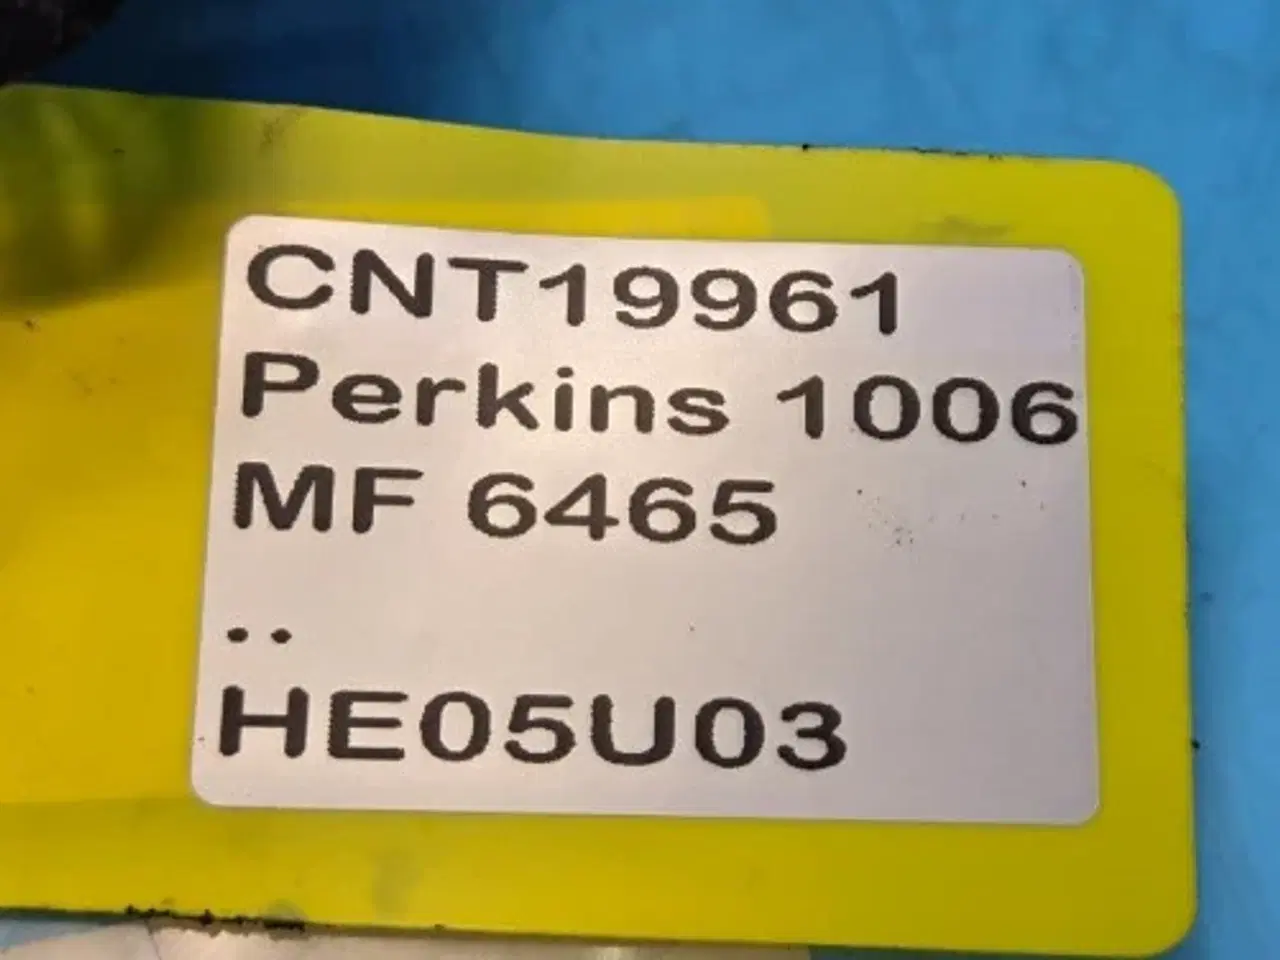 CNT19961
Perkins 1006
MF 6465
..
HE05U03